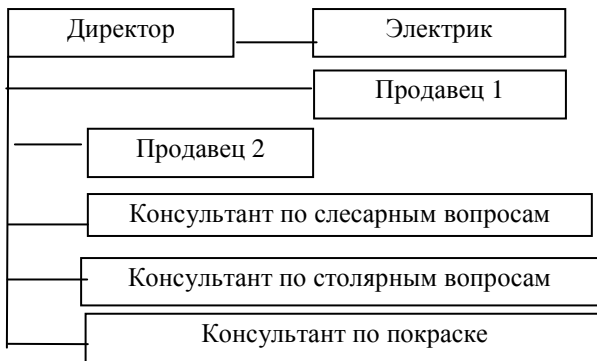 Директор
Электрик
Продавец 1
Продавец 2
Консультант по слесарным вопросам
Консультант по столярным вопросам
Консультант по покраске